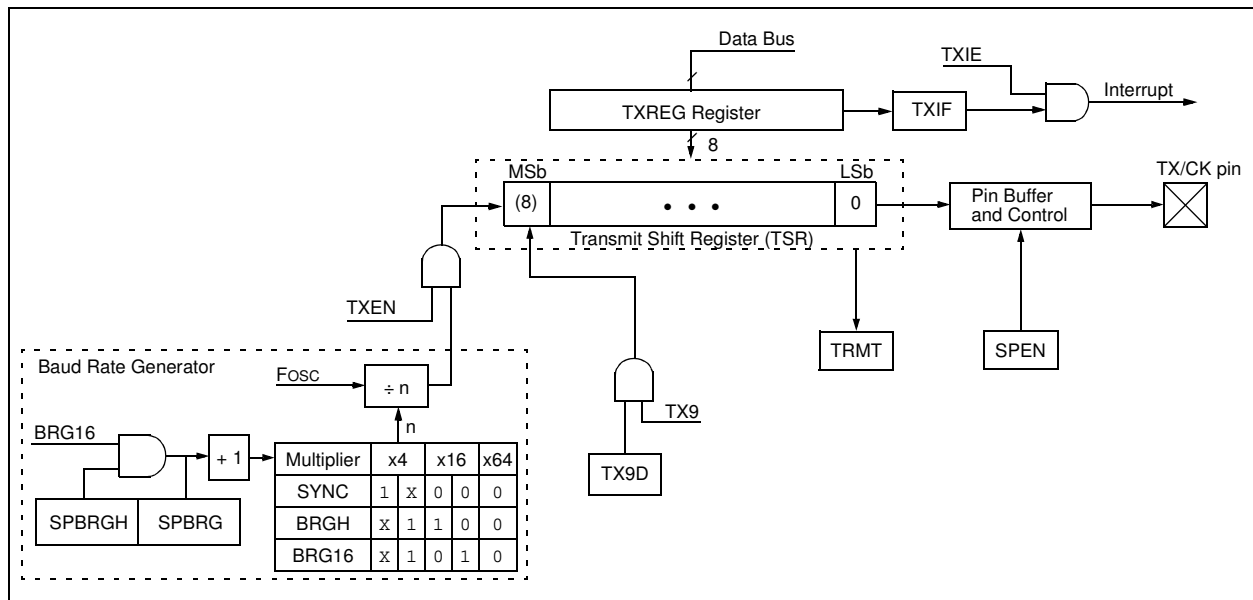 Data Bus
TXIE
Interrupt
TXREG Register
TXIF
8
MSb
LSb
TX/CK pin
(8)
• • •
0
Pin Buffer
and Control
Transmit Shift Register (TSR)
TXEN
TRMT
SPEN
Baud Rate Generator
FOSC
÷ n
TX9
n
BRG16
+ 1
Multiplier x4 x16 x64
TX9D
SYNC 1 X 0 0 0
SPBRGH SPBRG
BRGH X 1 1 0 0
BRG16 X 1 0 1 0